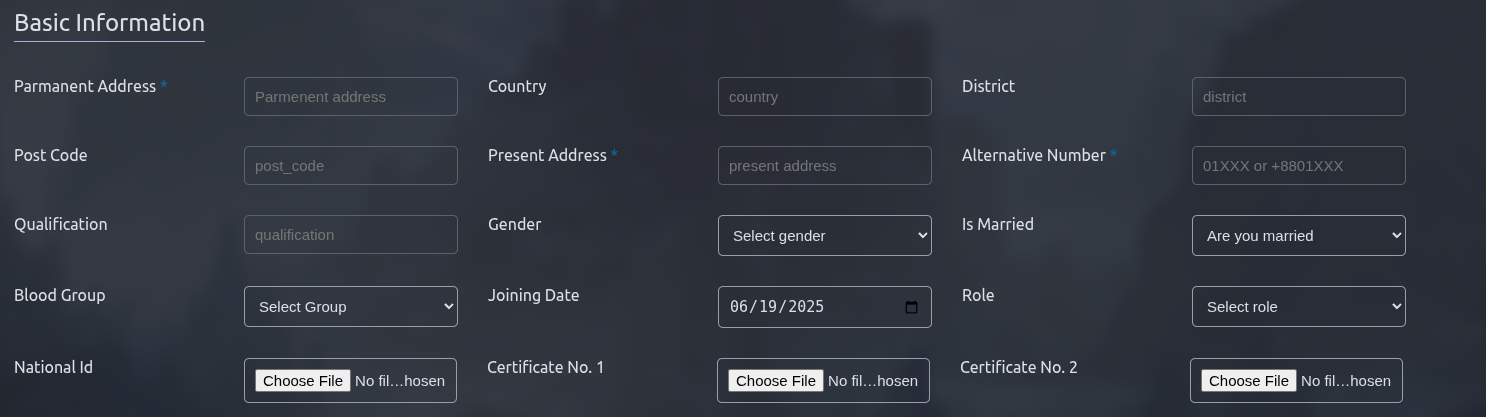 Basic Information
Parmanent Address * Parmenent address Country country District district
Post Code post_code Present Address * present address Alternative Number * 01XXX or +8801XXX
Qualification qualification Gender Select gender Is Married Are you married
Blood Group Select Group Joining Date 06/19/2025 Role Select role
National Id Choose File No fil...hosen Certificate No. 1 Choose File No fil...hosen Certificate No. 2 Choose File No fil...hosen